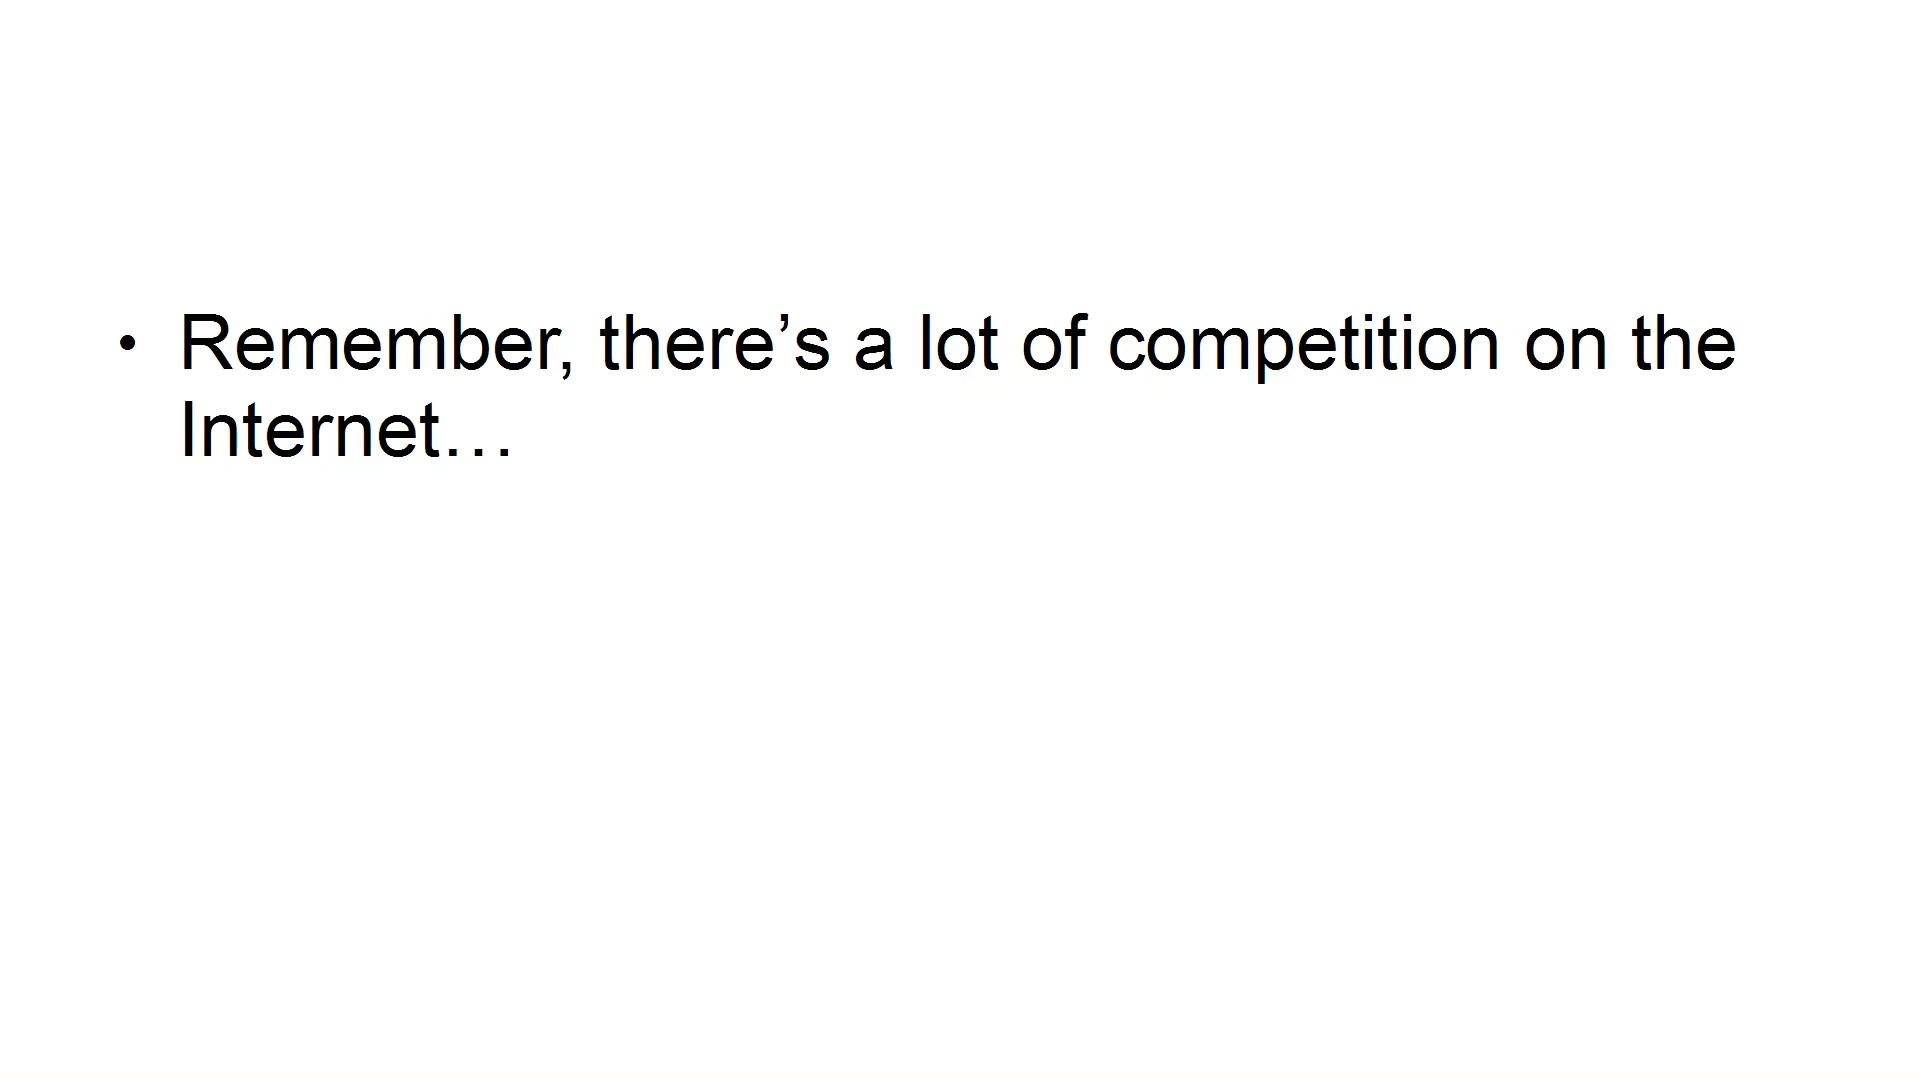 • Remember, there’s a lot of competition on the
Internet…